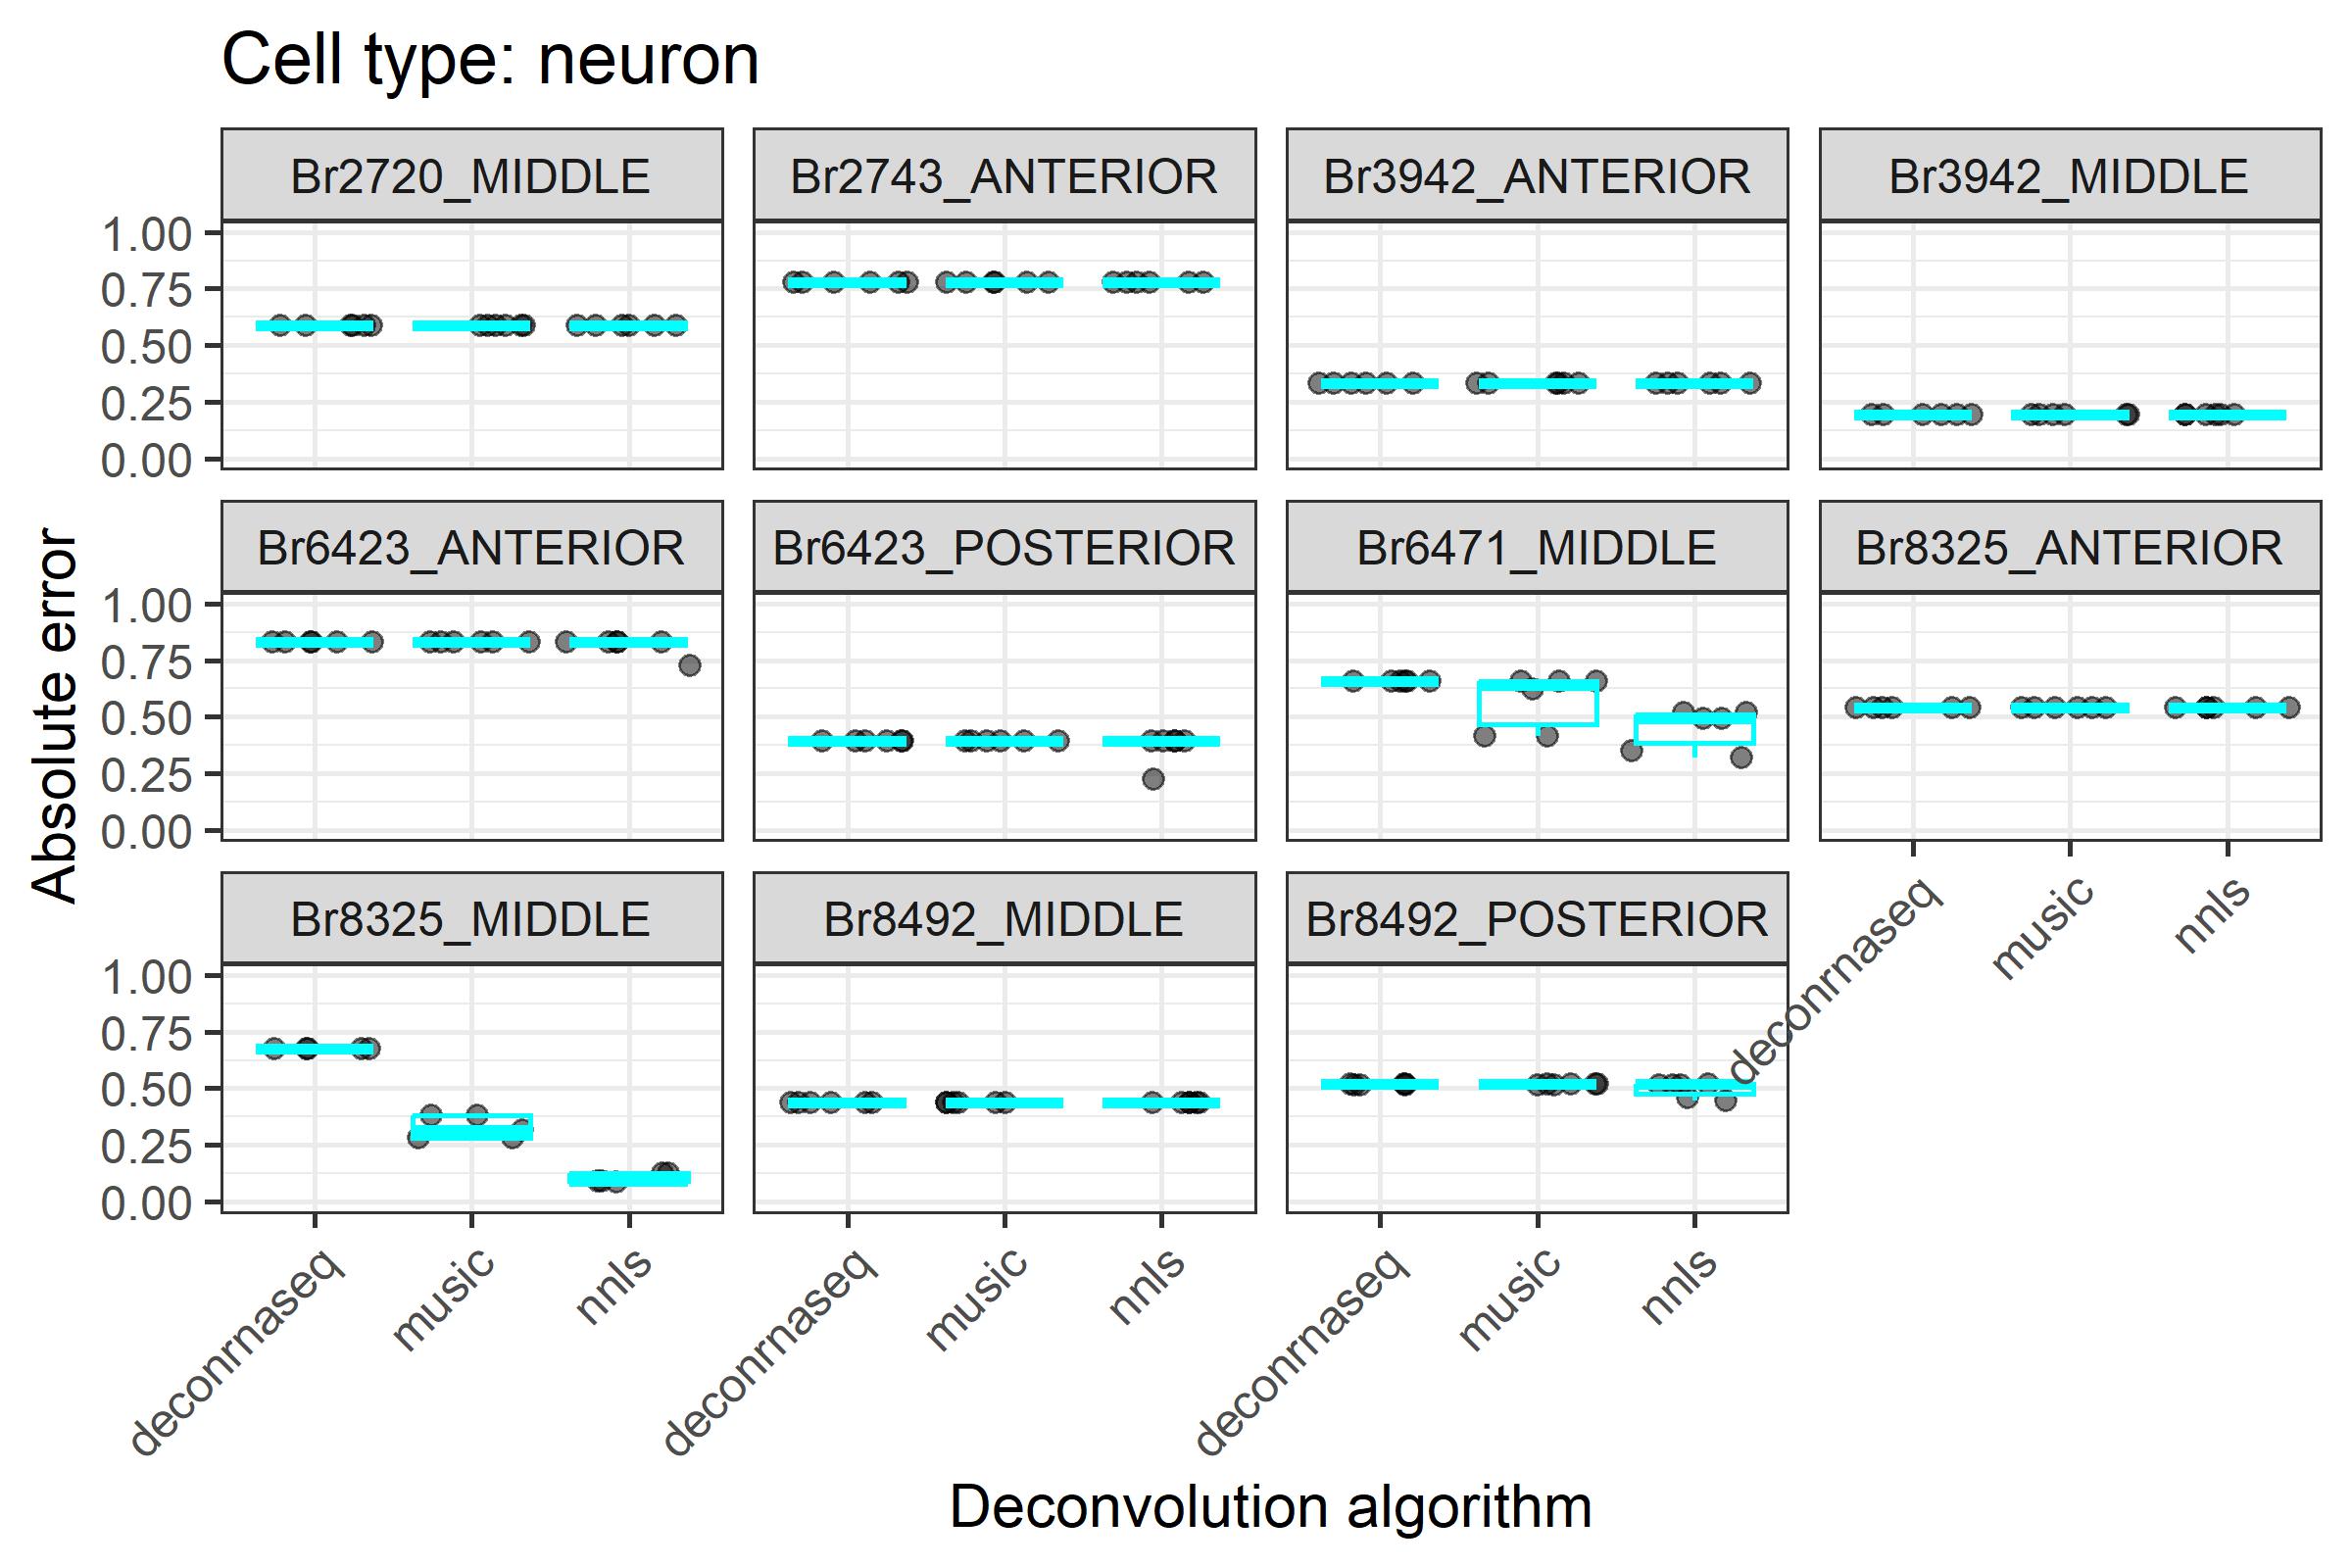 Cell type: neuron
Br2720_MIDDLE
Br2743_ANTERIOR
Br3942_ANTERIOR
Br3942_MIDDLE
1.00
0.75
0.50
0.25
0.00
Br6423_ANTERIOR
Br6423_POSTERIOR
Br6471_MIDDLE
Br8325_ANTERIOR
1.00
0.75
0.50
0.25
0.00
deconrnaseq
music
nnls
Br8325_MIDDLE
Br8492_MIDDLE
Br8492_POSTERIOR
1.00
0.75
0.50
0.25
0.00
deconrnaseq
music
nnls
deconrnaseq
music
nnls
deconrnaseq
music
nnls
Absolute error
Deconvolution algorithm